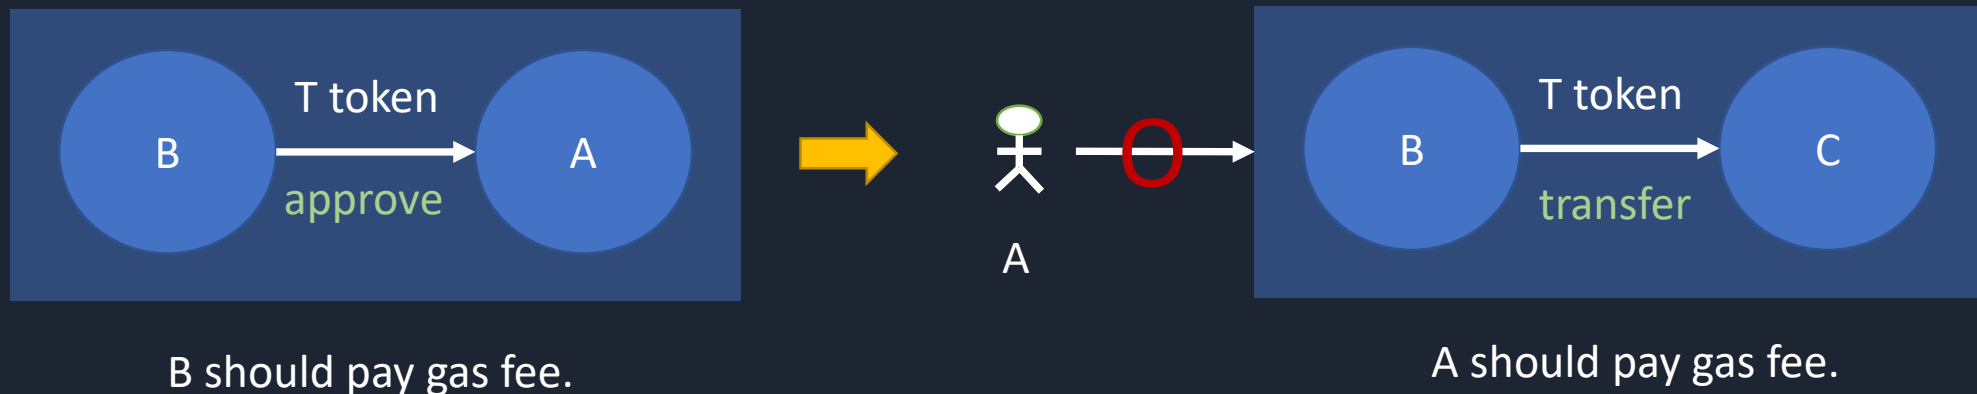 B
T token
approve
A
A
O
B
T token
transfer
C
B should pay gas fee.
A should pay gas fee.